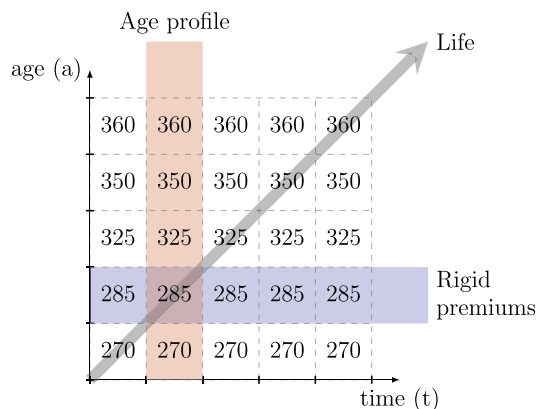 Age profile
Life
age (a)
360 360 360 360 360
350 350 350 350 350
325 325 325 325 325
285 285 285 285 285
Rigid
premiums
270 270 270 270 270
time (t)